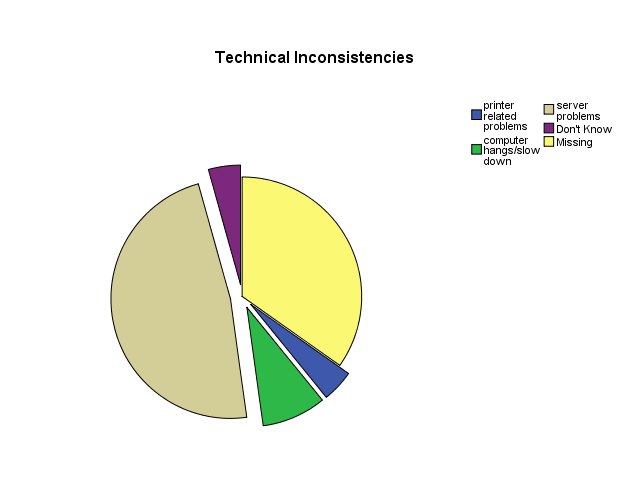 Technical Inconsistencies
printer
related
problems
computer
hangs/slow
down
server
problems
Don't Know
Missing